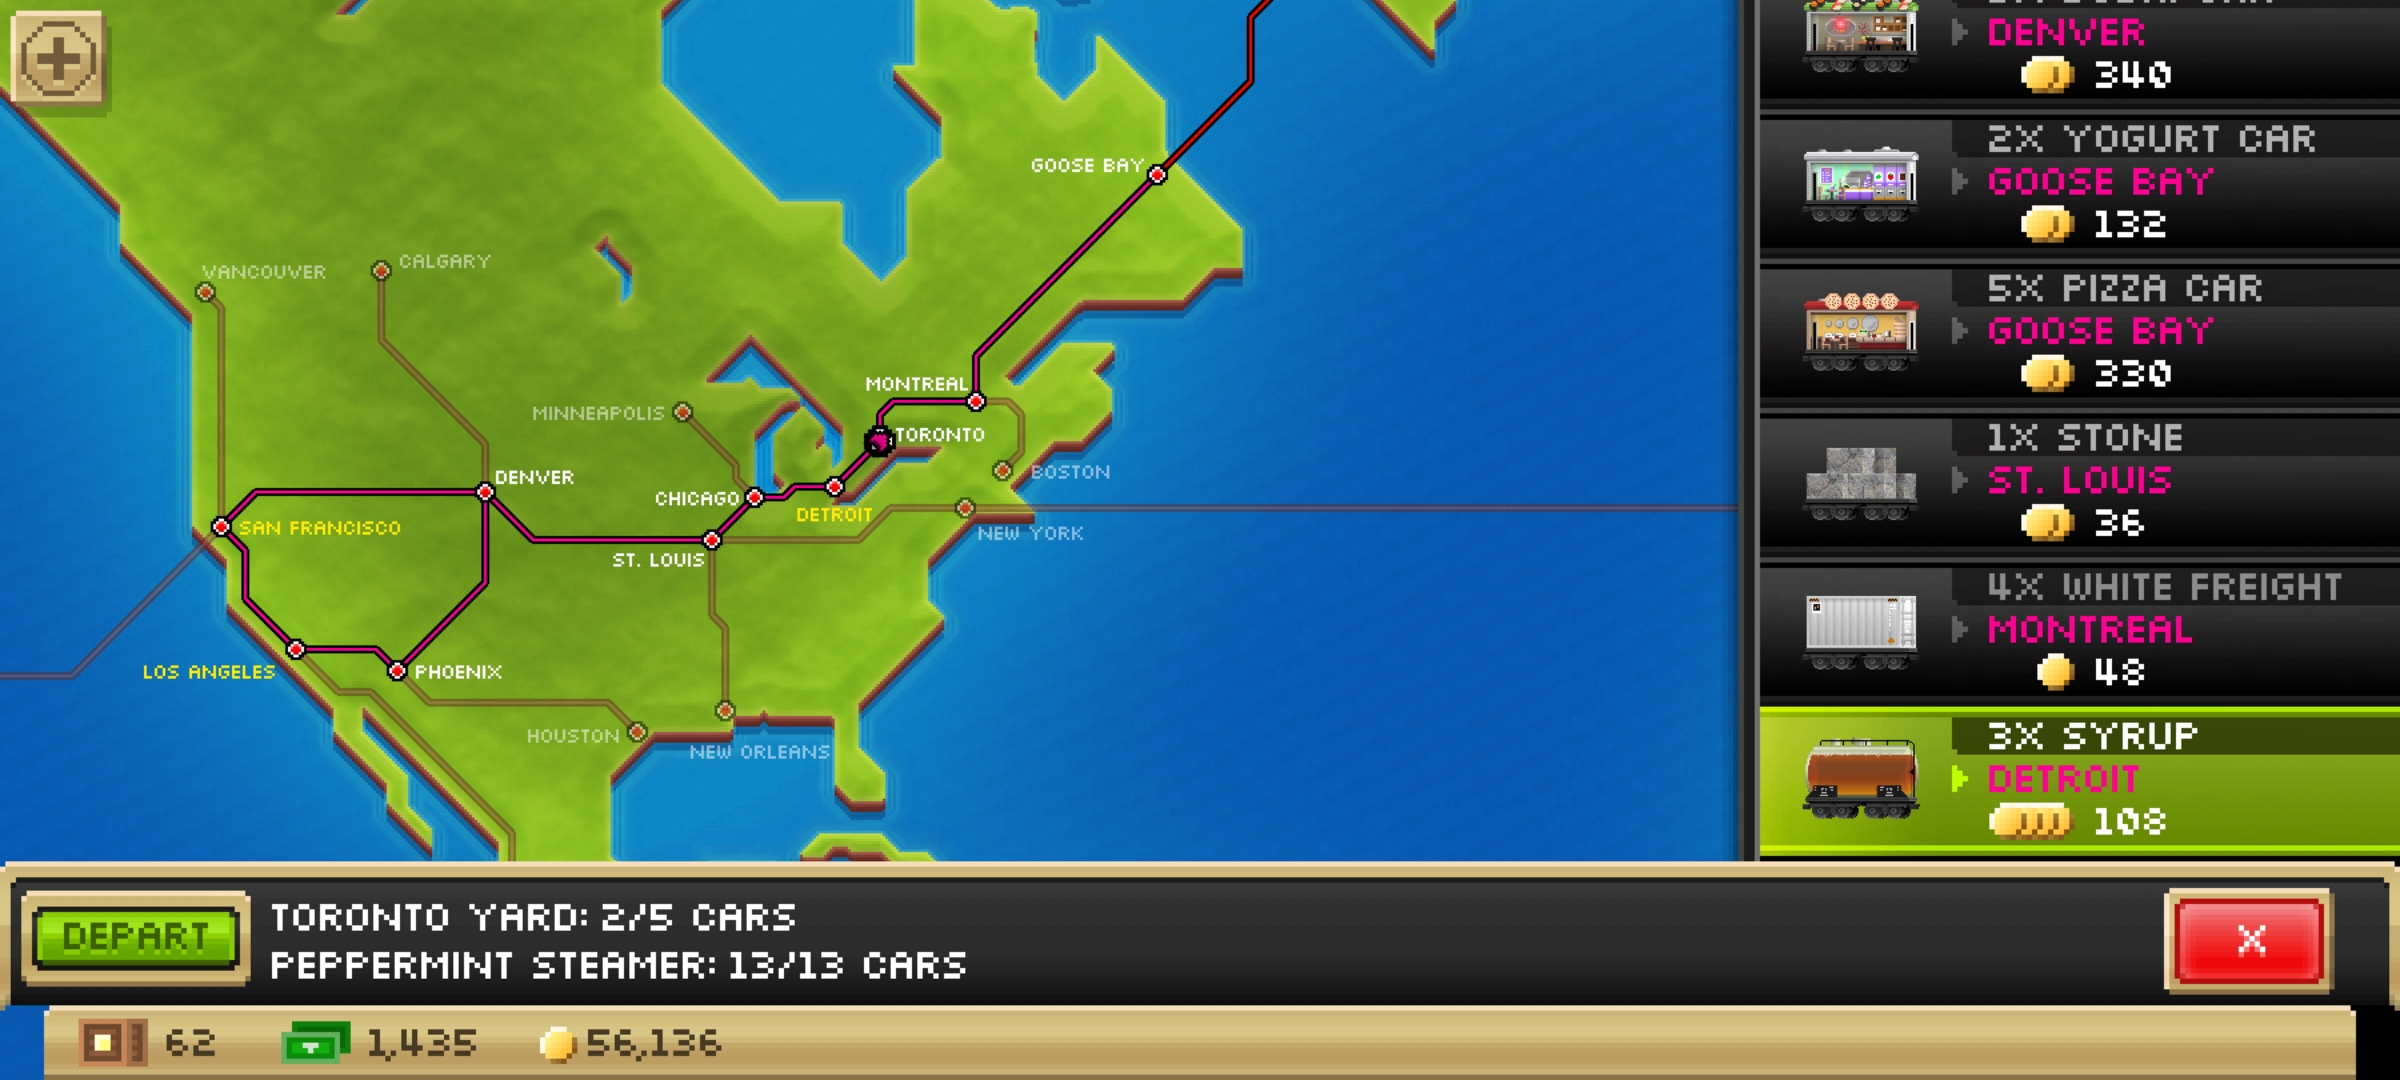 GOOSE BAY
VANCOUVER
CALGARY
MONTREAL
MINNEAPOLIS
TORONTO
BOSTON
DENVER
CHICAGO
DETROIT
SAN FRANCISCO
NEW YORK
ST. LOUIS
LOS ANGELES
PHOENIX
HOUSTON
NEW ORLEANS
DENVER
340
2X YOGURT CAR
GOOSE BAY
132
5X PIZZA CAR
GOOSE BAY
330
1X STONE
ST. LOUIS
36
4X WHITE FREIGHT
MONTREAL
48
3X SYRUP
DETROIT
108
DEPART
TORONTO YARD: 2/5 CARS
PEPPERMINT STEAMER: 13/13 CARS
X
62
1,435
56,136